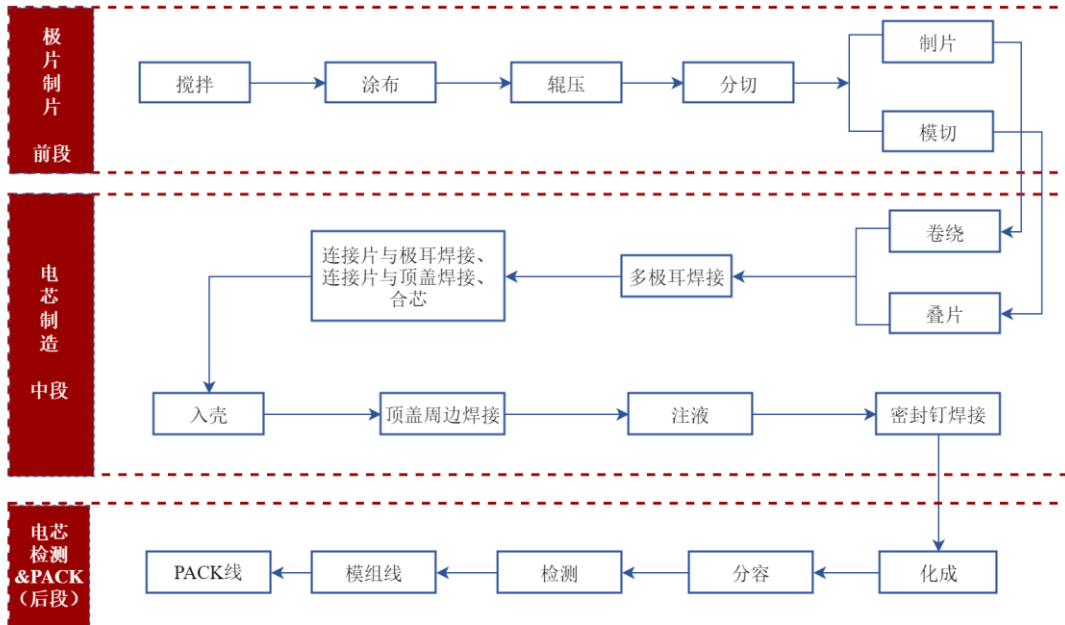 极
片
制
片
前段
搅拌
涂布
辊压
分切
制片
模切
电
芯
制
造
中段
卷绕
叠片
多极耳焊接
连接片与极耳焊接、
连接片与顶盖焊接、
合芯
入壳
顶盖周边焊接
注液
密封钉焊接
电芯
检测
&PACK
（后段）
PACK线
模组线
检测
分容
化成